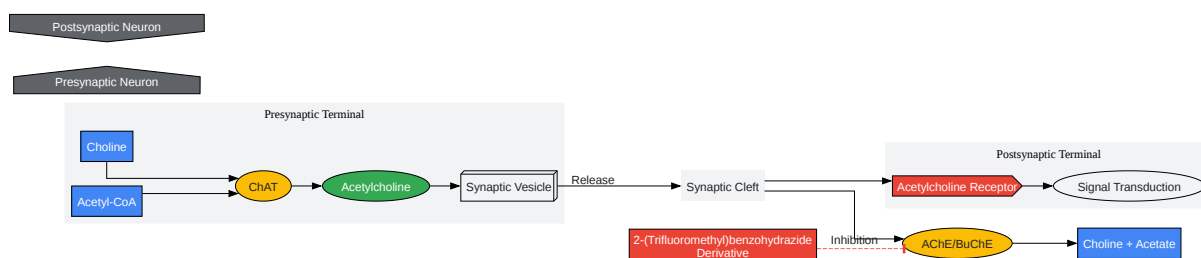 Postsynaptic Neuron
Presynaptic Neuron
Presynaptic Terminal
Choline
Acetyl-CoA
ChAT
Acetylcholine
Synaptic Vesicle
Release
Synaptic Cleft
Postsynaptic Terminal
Acetylcholine Receptor
Signal Transduction
2-(Trifluoromethyl)benzohydrazide
Derivative
Inhibition
AChE/BuChE
Choline + Acetate